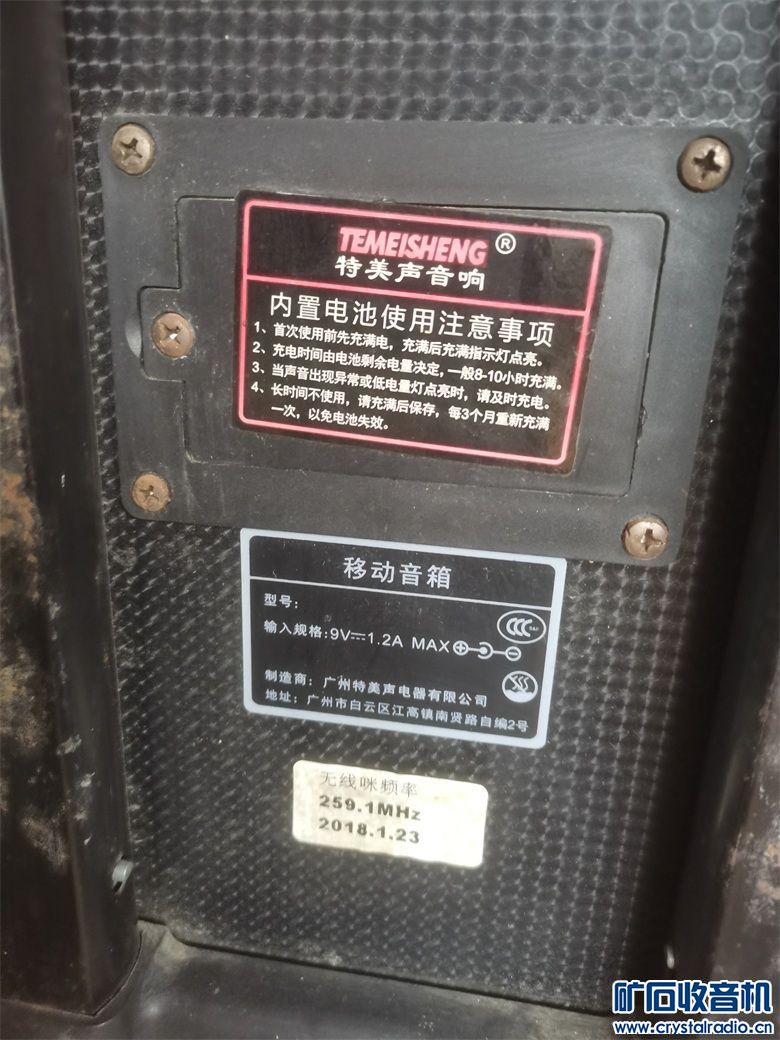 TEMEISHENG®
特美声音响
内置电池使用注意事项
1、首次使用前先充满电，充满后充满指示灯点亮。
2、充电时间由电池剩余电量决定，一般8-10小时充满。
3、当声音出现异常或低电量灯点亮时，请及时充电。
4、长时间不使用，请充满后保存，每3个月重新充满
一次，以免电池失效。
移动音箱
型号：
输入规格：9V⎓1.2A MAX
制造商：广州特美声电器有限公司
地址：广州市白云区江高镇南贤路自编2号
无线咪频率
259.1MHz
2018.1.23
矿石收音机
www.crystalradio.cn